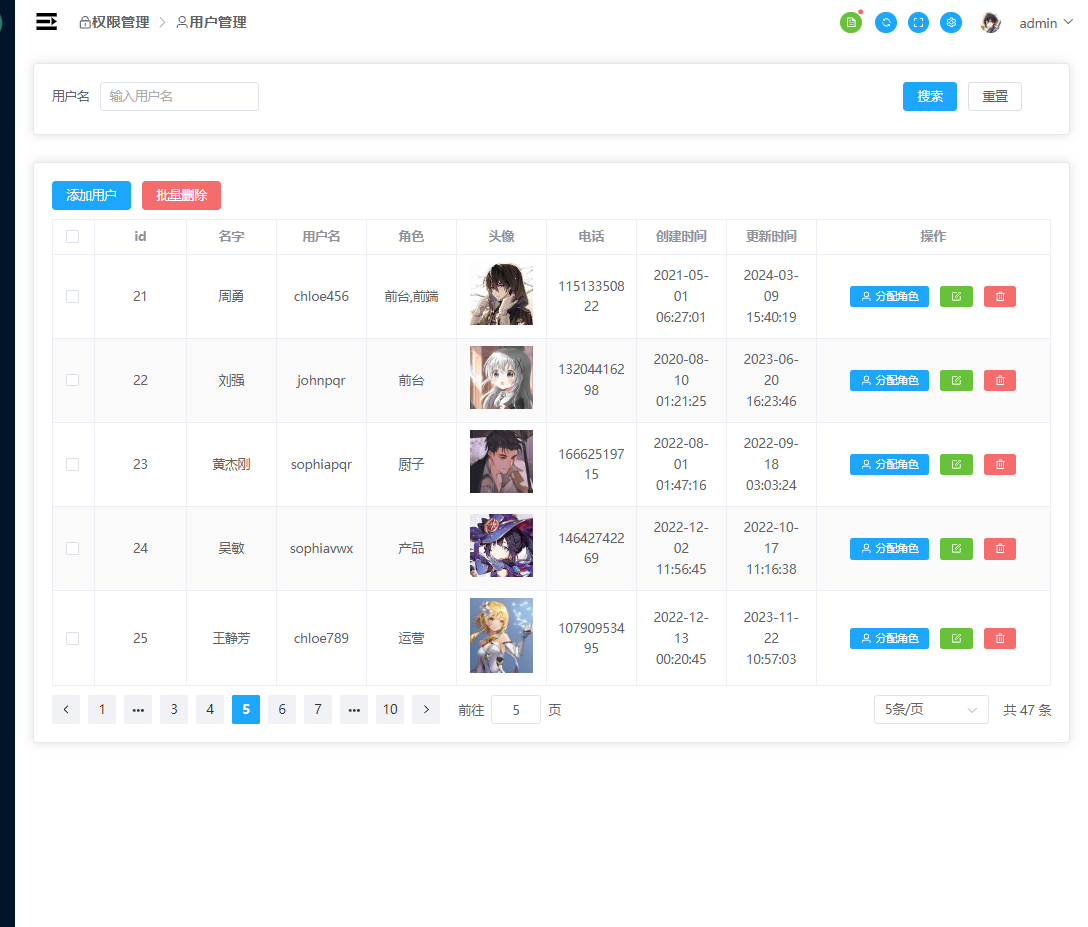 权限管理 用户管理 admin
用户名 输入用户名 搜索 重置
添加用户 批量删除
id 名字 用户名 角色 头像 电话 创建时间 更新时间 操作
21 周勇 chloe456 前台,前端 11513350822 2021-05-01 06:27:01 2024-03-09 15:40:19 分配角色
22 刘强 johnpqr 前台 13204416298 2020-08-10 01:21:25 2023-06-20 16:23:46 分配角色
23 黄杰刚 sophiapqr 厨子 16662519715 2022-08-01 01:47:16 2022-09-18 03:03:24 分配角色
24 吴敏 sophiavwx 产品 14642742269 2022-12-02 11:56:45 2022-10-17 11:16:38 分配角色
25 王静芳 chloe789 运营 10790953495 2022-12-13 00:20:45 2023-11-22 10:57:03 分配角色
1 ••• 3 4 5 6 7 ••• 10 前往 5 页 5条/页 共 47 条